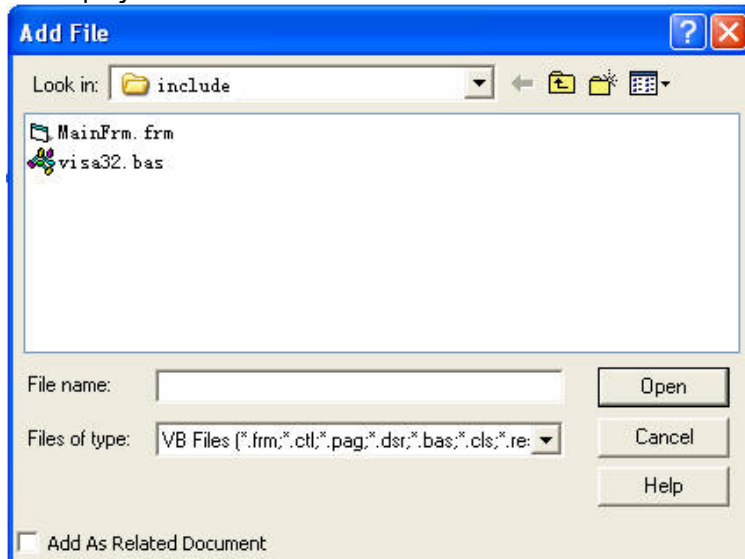 Add File
Look in: include
MainFrm.frm
visa32.bas
File name:
Open
Files of type: VB Files (*.frm;*.ctl;*.pag;*.dsr;*.bas;*.cls;*.re:
Cancel
Help
Add As Related Document